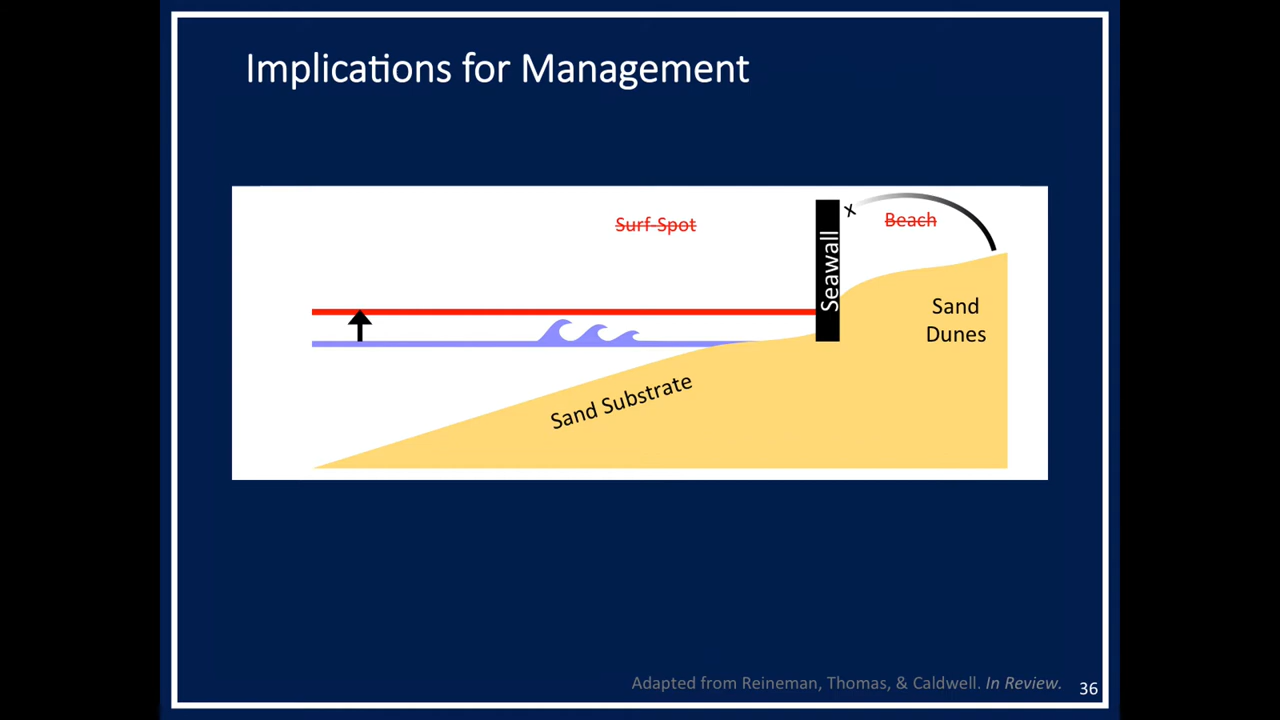 Implications for Management
Surf-Spot
x
Beach
Seawall
Sand
Dunes
Sand Substrate
Adapted from Reineman, Thomas, & Caldwell. In Review.
36